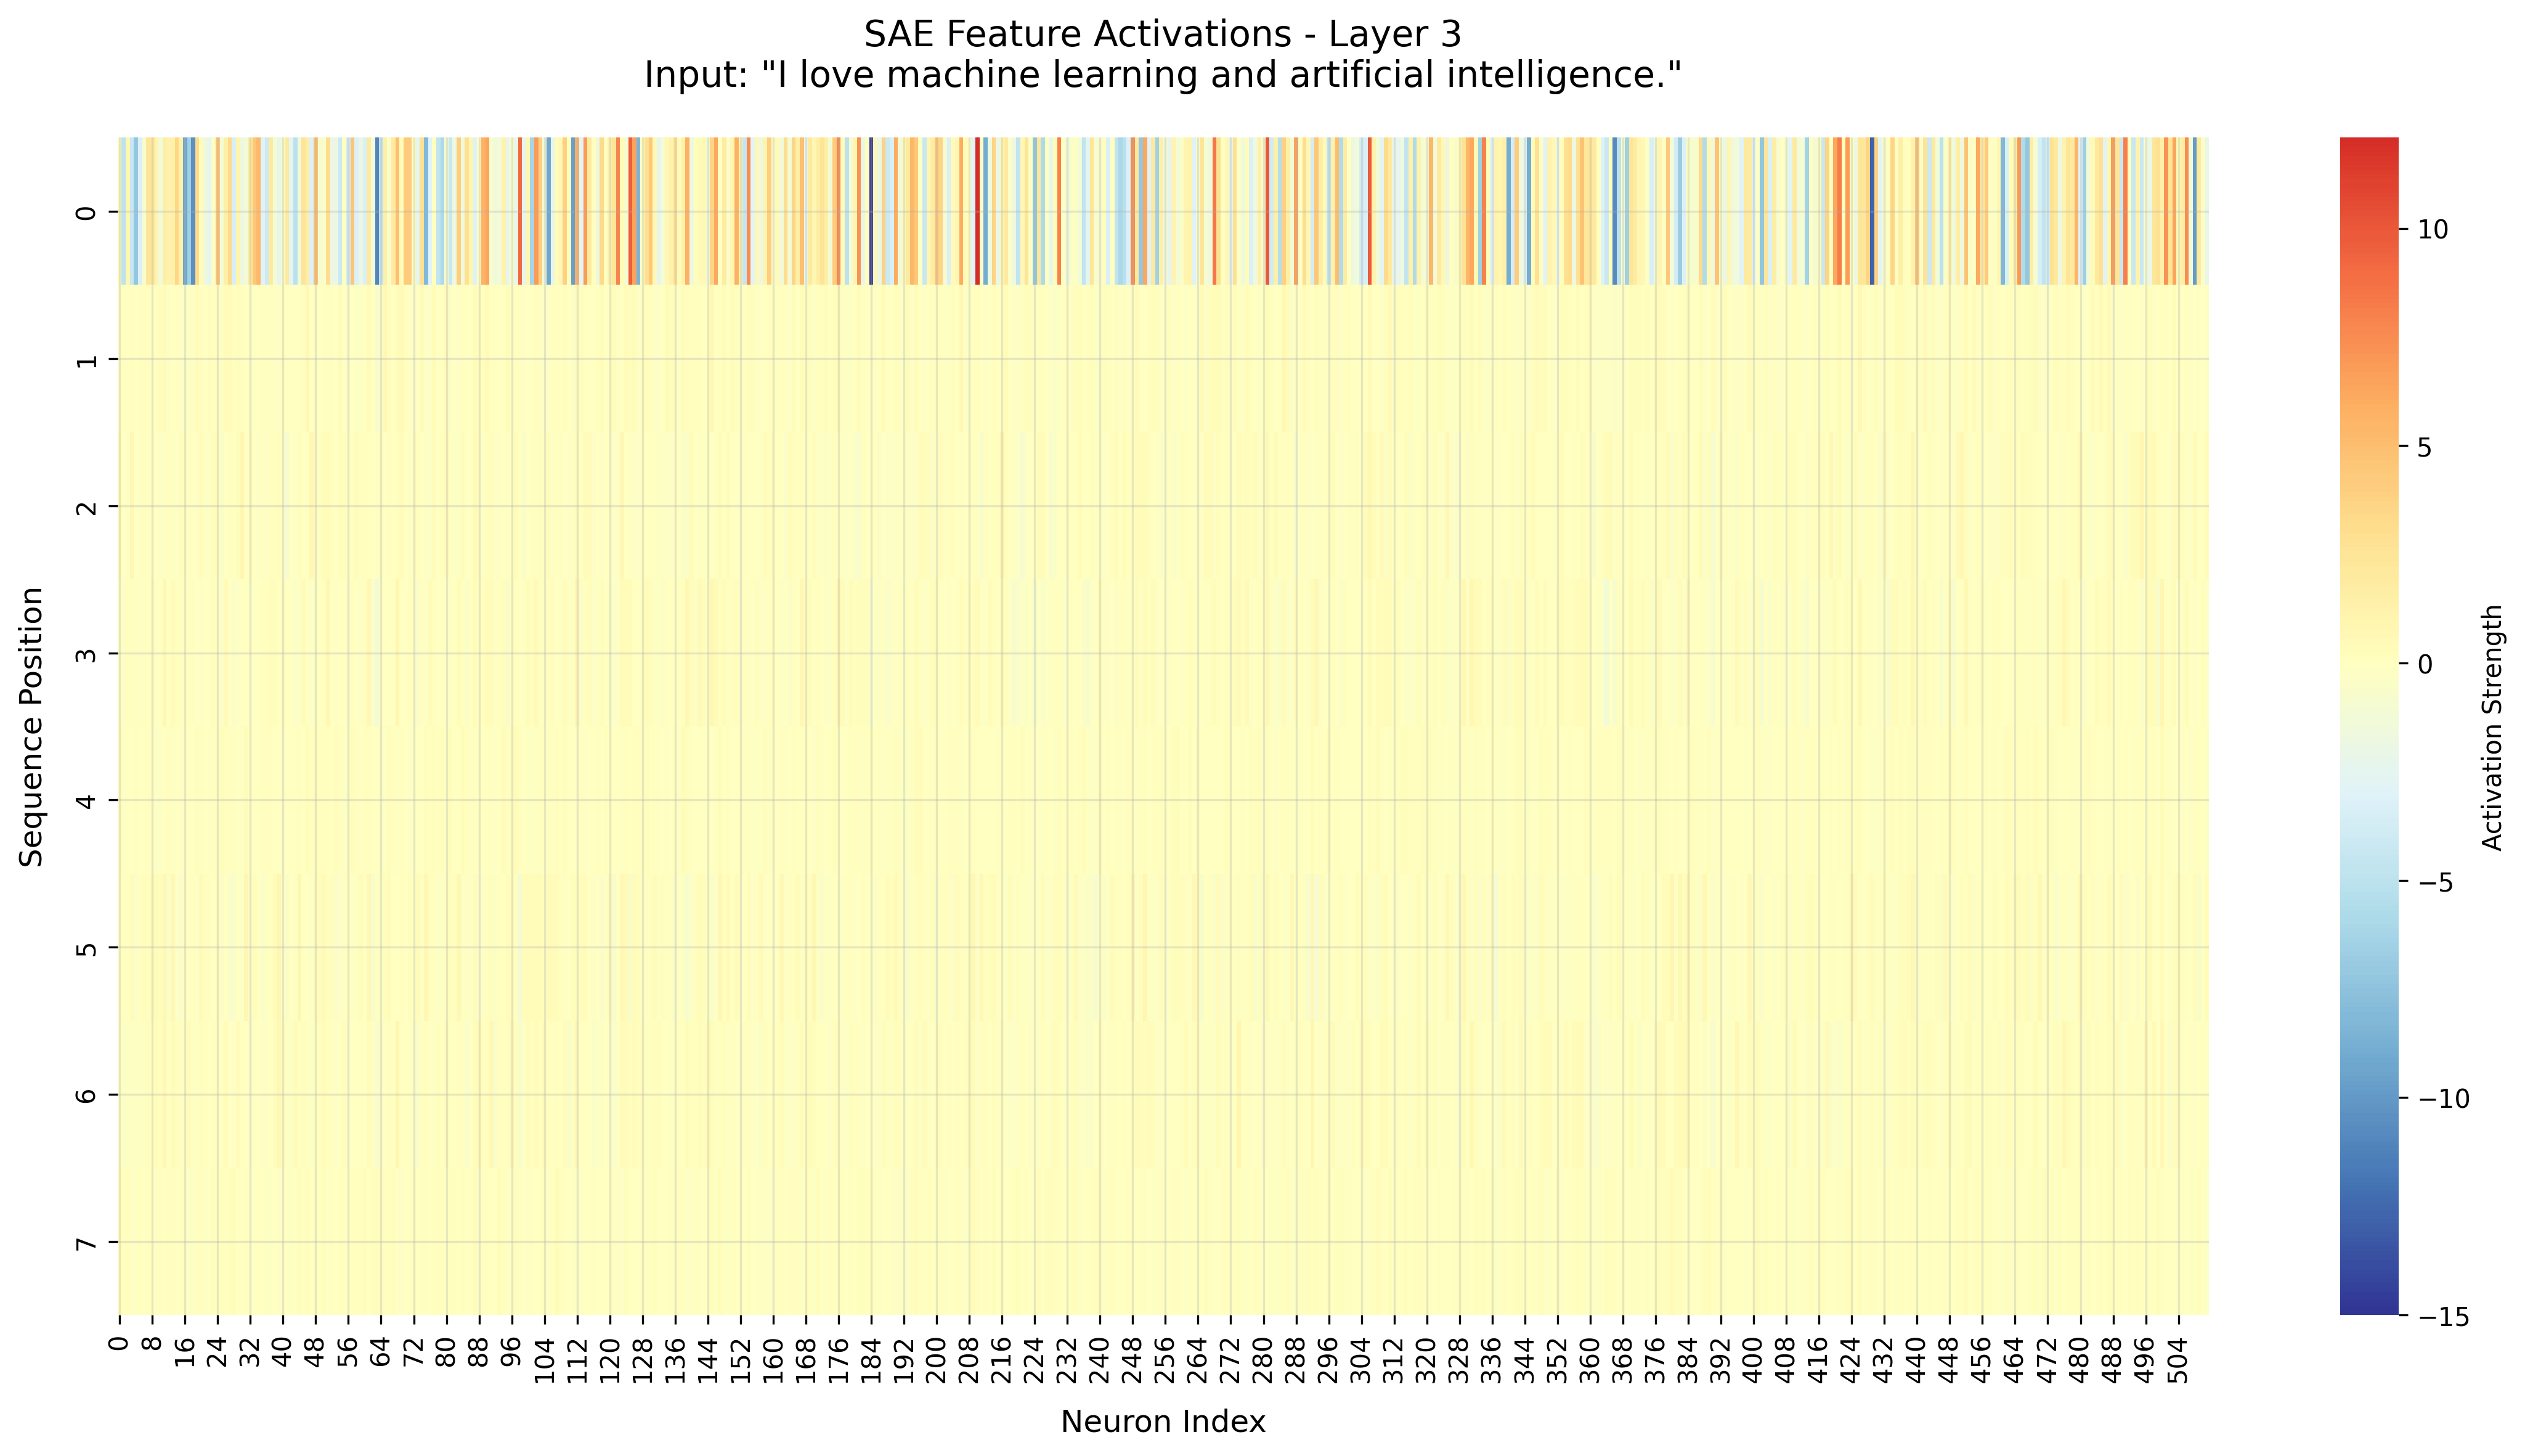 SAE Feature Activations - Layer 3
Input: "I love machine learning and artificial intelligence."
Sequence Position
0
1
2
3
4
5
6
7
0 8 16 24 32 40 48 56 64 72 80 88 96 104 112 120 128 136 144 152 160 168 176 184 192 200 208 216 224 232 240 248 256 264 272 280 288 296 304 312 320 328 336 344 352 360 368 376 384 392 400 408 416 424 432 440 448 456 464 472 480 488 496 504
Neuron Index
10
5
0
−5
−10
−15
Activation Strength